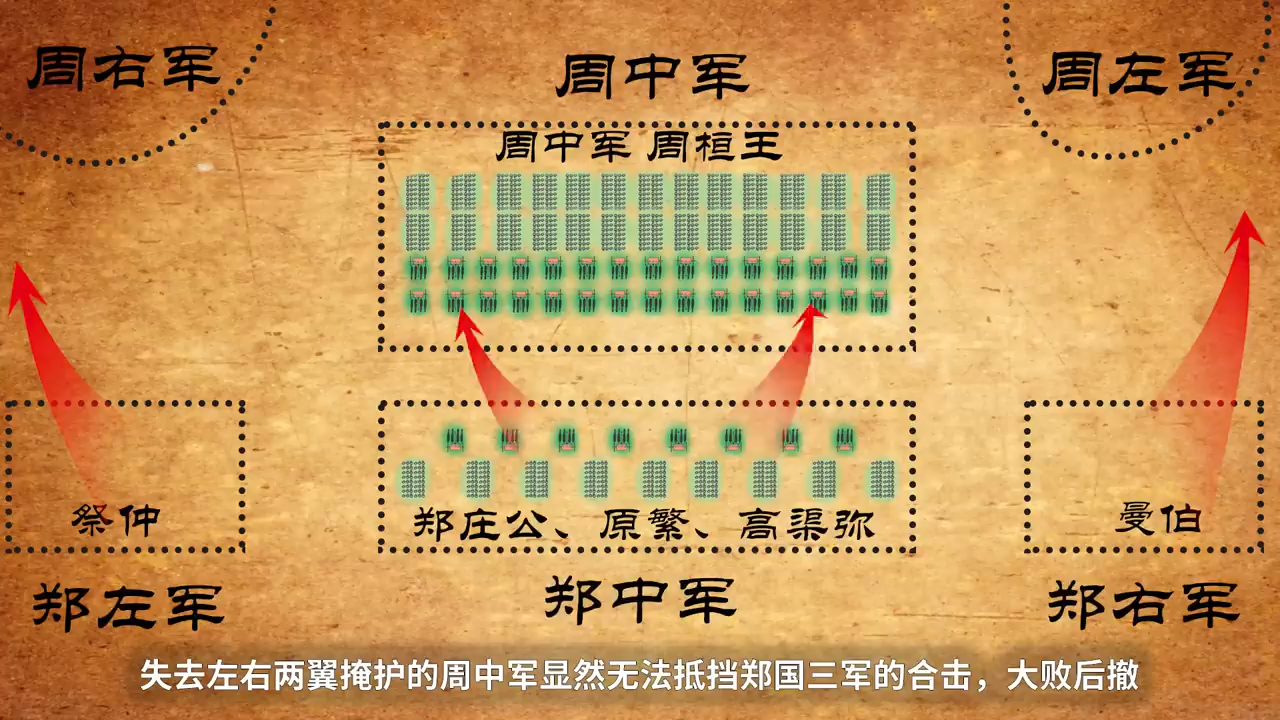 周右军
周中军
周左军
周中军 周桓王
祭仲
郑庄公、原繁、高渠弥
曼伯
郑左军
郑中军
郑右军
失去左右两翼掩护的周中军显然无法抵挡郑国三军的合击，大败后撤